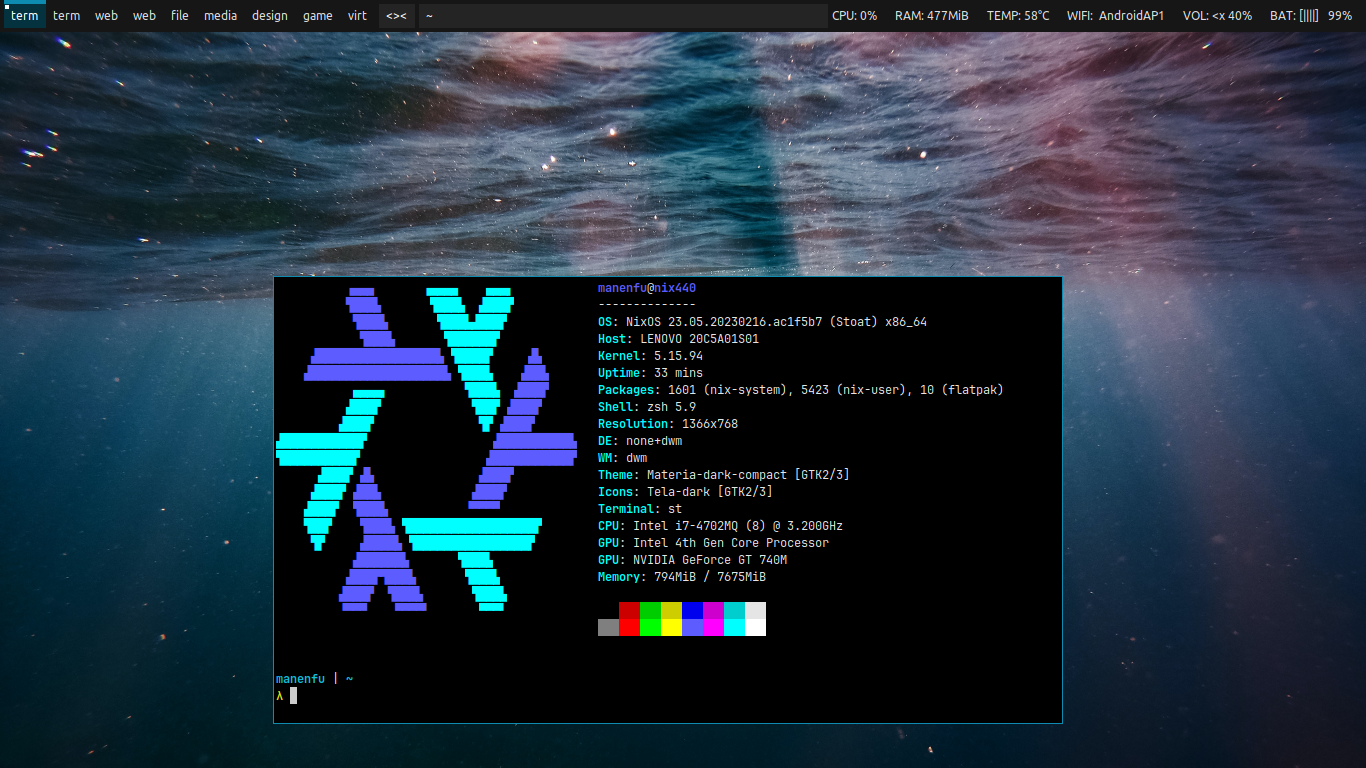 term term web web file media design game virt <>< ~ CPU: 0% RAM: 477MiB TEMP: 58°C WIFI: AndroidAP1 VOL: <x 40% BAT: [||||] 99%
manenfu@nix440
--------------
OS: NixOS 23.05.20230216.ac1f5b7 (Stoat) x86_64
Host: LENOVO 20C5A01S01
Kernel: 5.15.94
Uptime: 33 mins
Packages: 1601 (nix-system), 5423 (nix-user), 10 (flatpak)
Shell: zsh 5.9
Resolution: 1366x768
DE: none+dwm
WM: dwm
Theme: Materia-dark-compact [GTK2/3]
Icons: Tela-dark [GTK2/3]
Terminal: st
CPU: Intel i7-4702MQ (8) @ 3.200GHz
GPU: Intel 4th Gen Core Processor
GPU: NVIDIA GeForce GT 740M
Memory: 794MiB / 7675MiB
manenfu | ~
λ